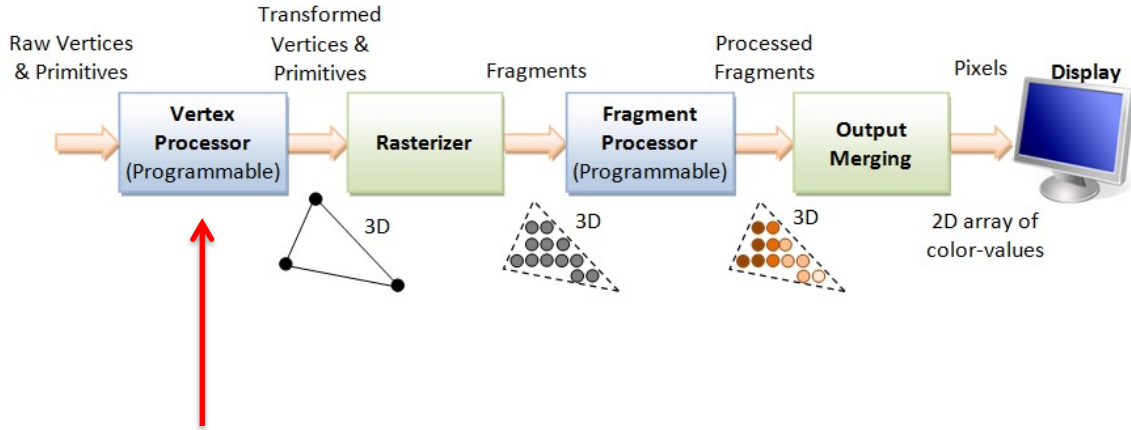 Raw Vertices
& Primitives
Vertex
Processor
(Programmable)
Transformed
Vertices &
Primitives
3D
Rasterizer
Fragments
3D
Fragment
Processor
(Programmable)
Processed
Fragments
3D
Output
Merging
Pixels
2D array of
color-values
Display